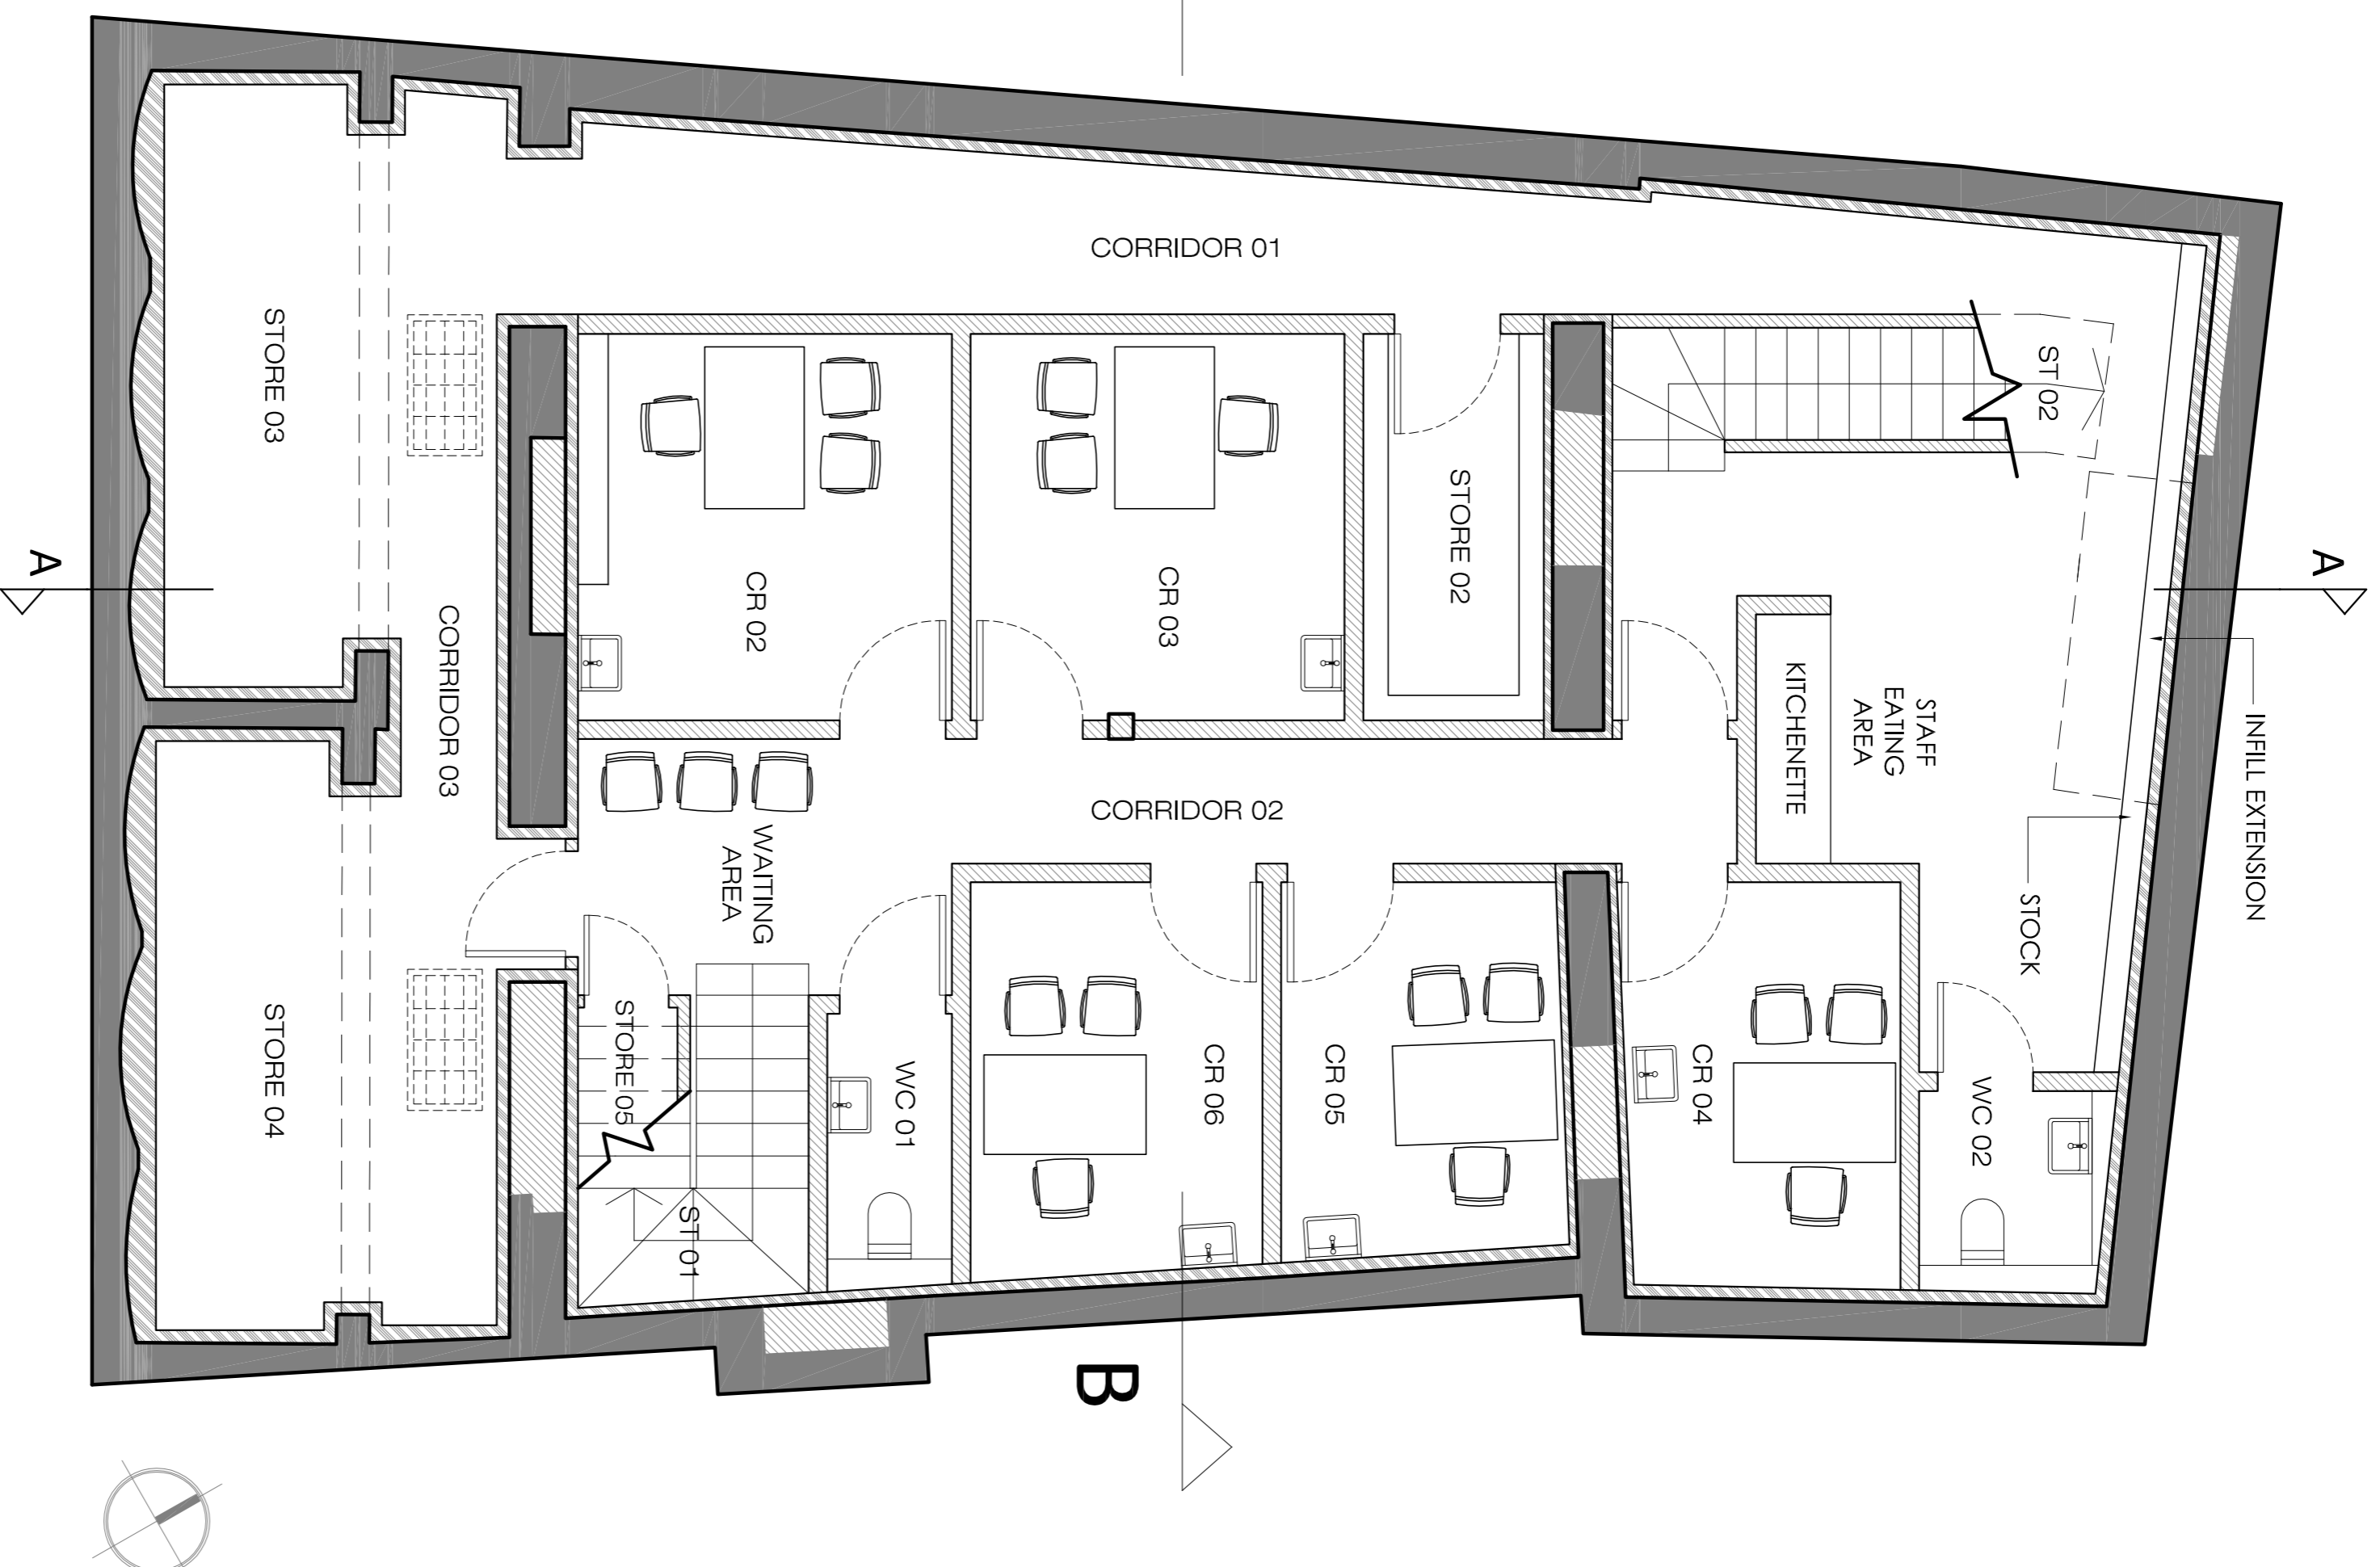 CORRIDOR 01
STORE 03
ST 02
A
A
STORE 02
CR 02
CR 03
CORRIDOR 03
KITCHENETTE
STAFF
EATING
AREA
INFILL EXTENSION
CORRIDOR 02
WAITING
AREA
STOCK
STORE 04
STORE 05
WC 01
CR 06
CR 05
CR 04
WC 02
ST 01
B